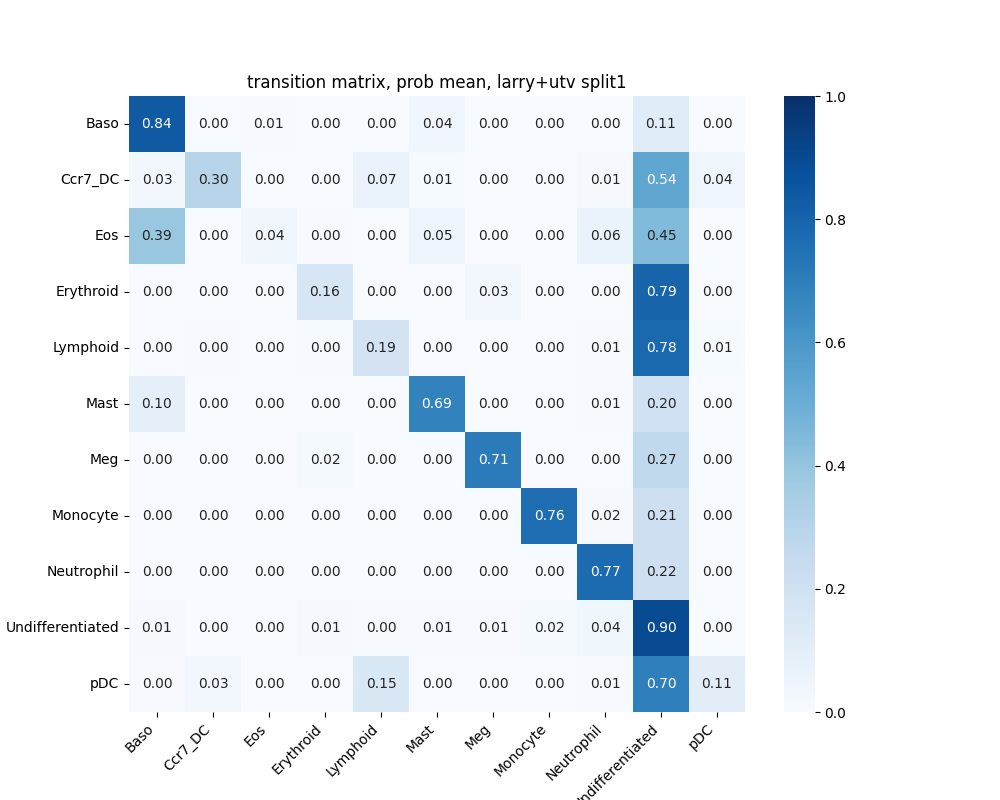 transition matrix, prob mean, larry+utv split1
Baso 0.84 0.00 0.01 0.00 0.00 0.04 0.00 0.00 0.00 0.11 0.00
Ccr7_DC 0.03 0.30 0.00 0.00 0.07 0.01 0.00 0.00 0.01 0.54 0.04
Eos 0.39 0.00 0.04 0.00 0.00 0.05 0.00 0.00 0.06 0.45 0.00
Erythroid 0.00 0.00 0.00 0.16 0.00 0.00 0.03 0.00 0.00 0.79 0.00
Lymphoid 0.00 0.00 0.00 0.00 0.19 0.00 0.00 0.00 0.01 0.78 0.01
Mast 0.10 0.00 0.00 0.00 0.00 0.69 0.00 0.00 0.01 0.20 0.00
Meg 0.00 0.00 0.00 0.02 0.00 0.00 0.71 0.00 0.00 0.27 0.00
Monocyte 0.00 0.00 0.00 0.00 0.00 0.00 0.00 0.76 0.02 0.21 0.00
Neutrophil 0.00 0.00 0.00 0.00 0.00 0.00 0.00 0.00 0.77 0.22 0.00
Undifferentiated 0.01 0.00 0.00 0.01 0.00 0.01 0.01 0.02 0.04 0.90 0.00
pDC 0.00 0.03 0.00 0.00 0.15 0.00 0.00 0.00 0.01 0.70 0.11
Baso Ccr7_DC Eos Erythroid Lymphoid Mast Meg Monocyte Neutrophil ndifferentiated pDC
1.0
0.8
0.6
0.4
0.2
0.0